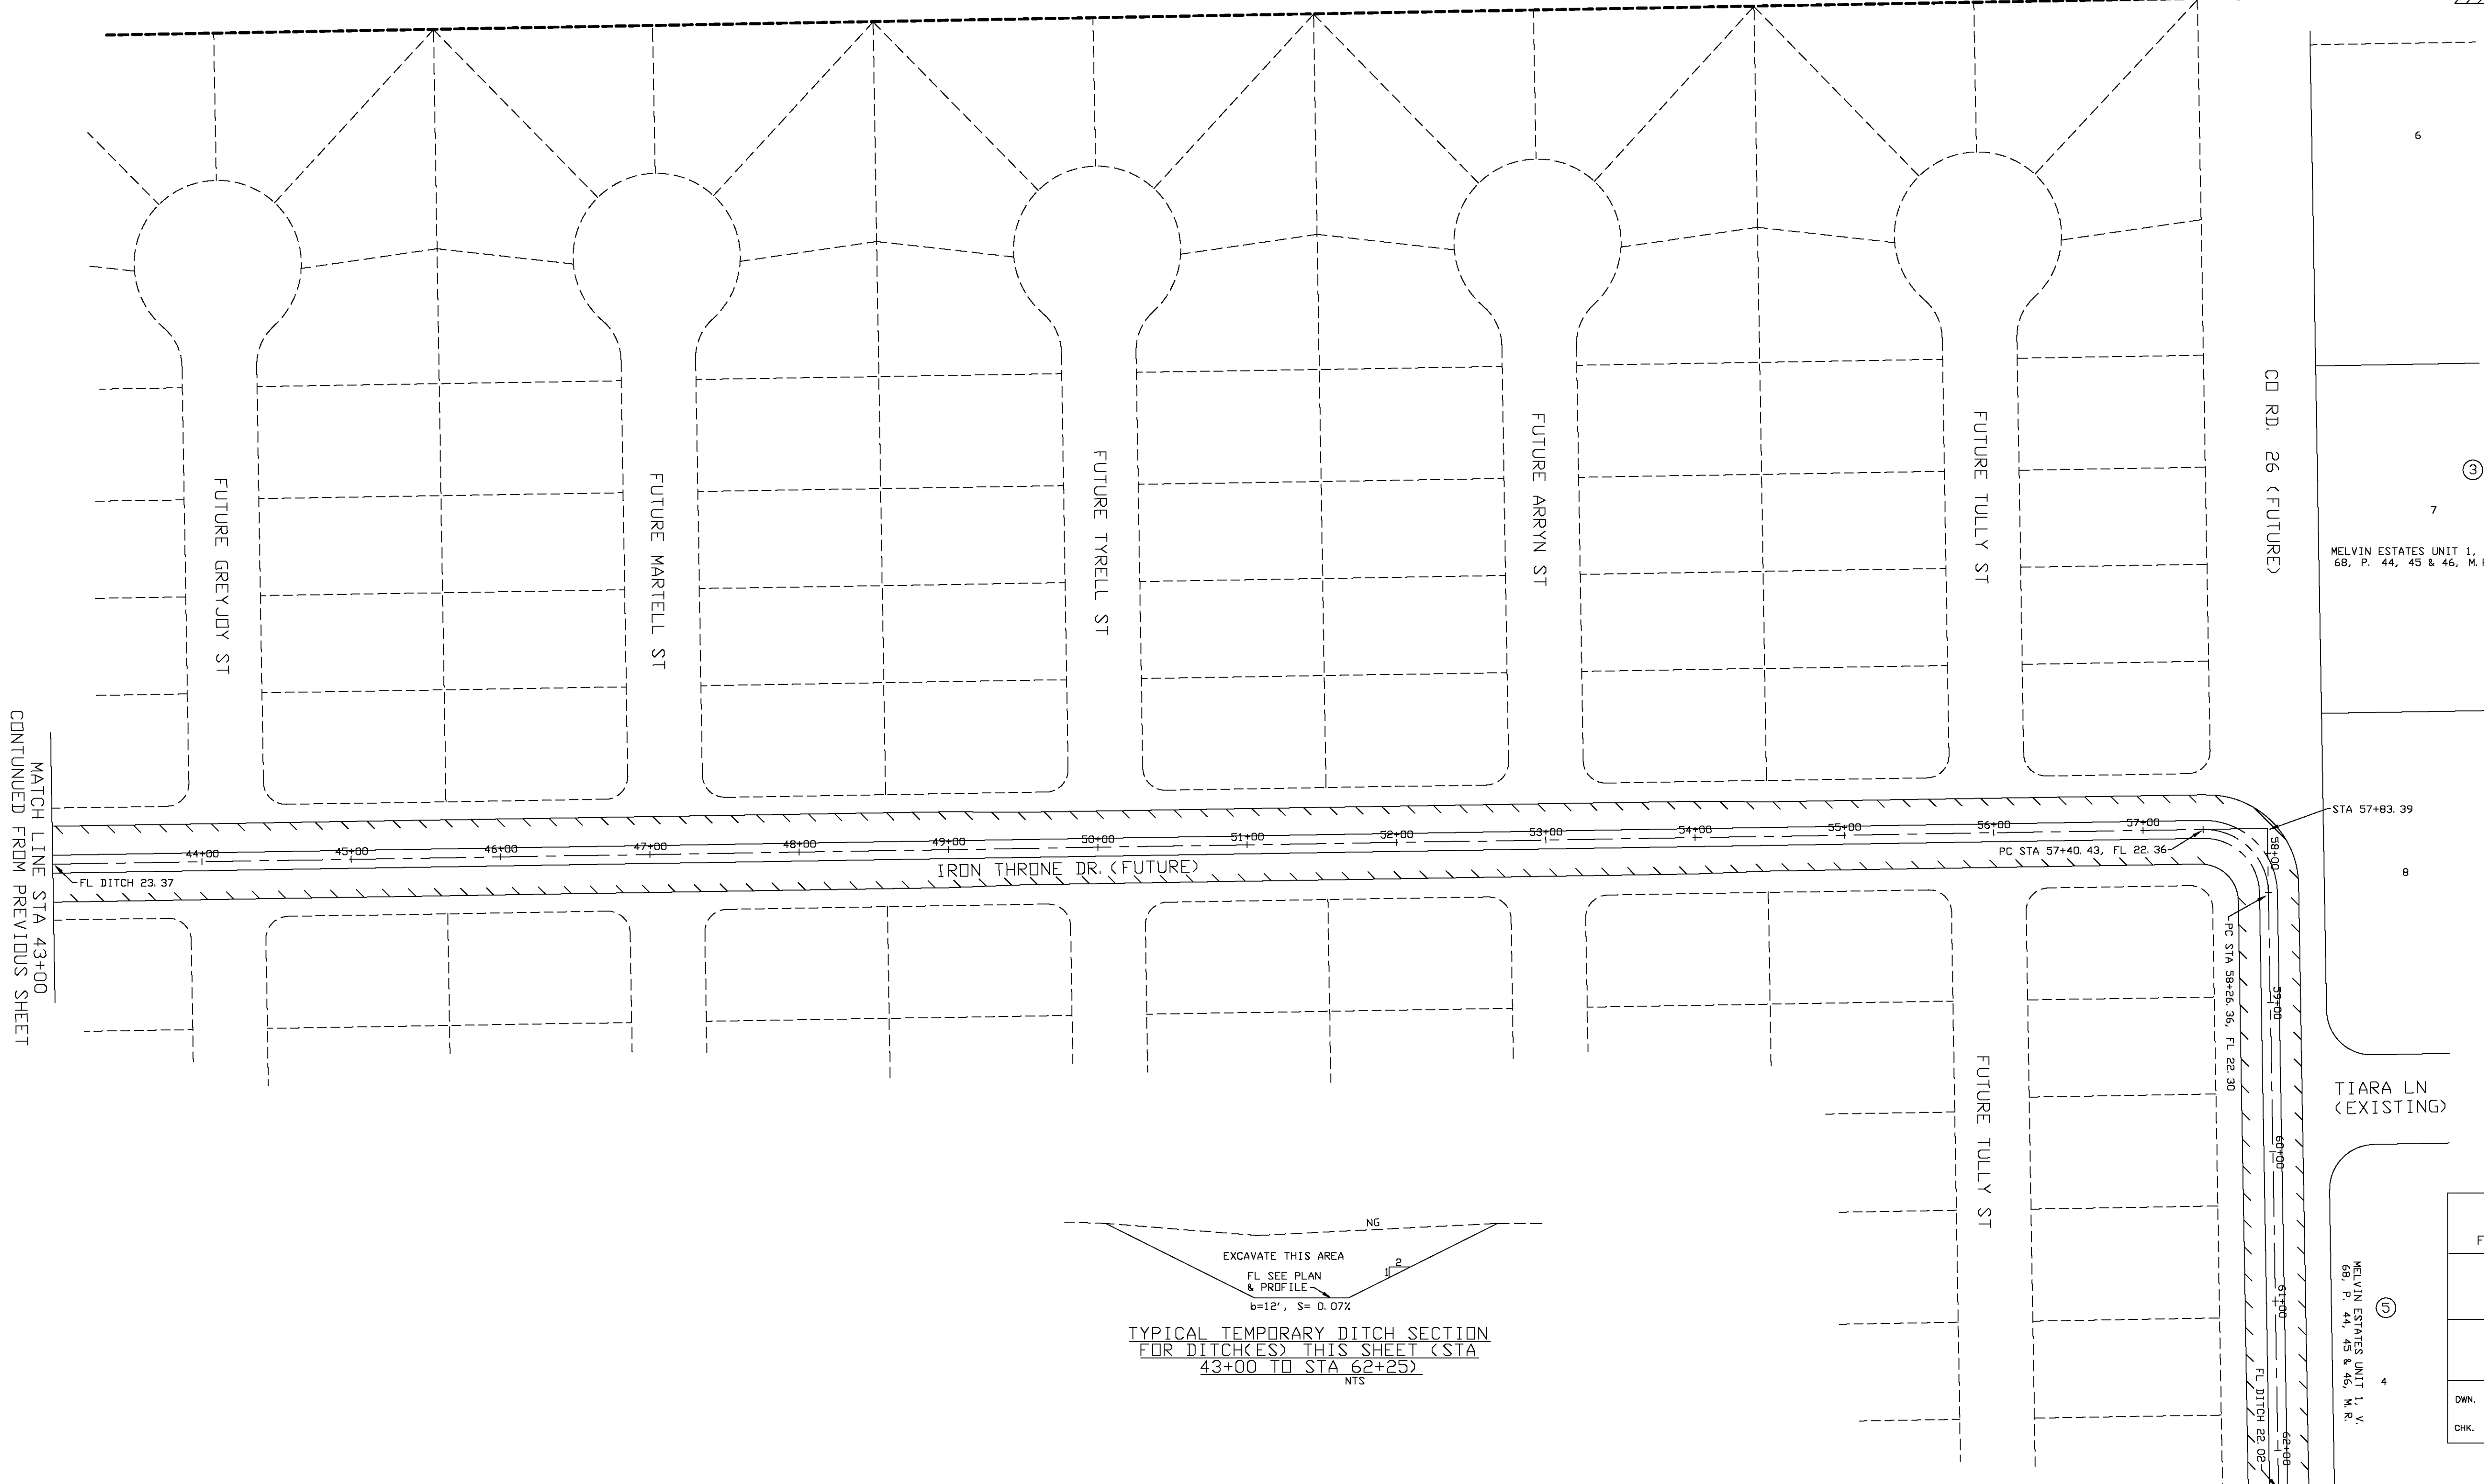 6
CO RD. 26 (FUTURE)
3
7
MELVIN ESTATES UNIT 1,
68, P. 44, 45 & 46, M.R
FUTURE GREYJOY ST
FUTURE MARTELL ST
FUTURE TYRELL ST
FUTURE ARRYN ST
FUTURE TULLY ST
MATCH LINE STA 43+00
CONTUNUED FROM PREVIOUS SHEET
44+00
45+00
46+00
47+00
48+00
49+00
50+00
51+00
52+00
53+00
54+00
55+00
56+00
57+00
58+00
STA 57+83.39
PC STA 57+40.43, FL 22.36
FL DITCH 23.37
IRON THRONE DR. (FUTURE)
8
PC STA 58+26.36, FL 22.30
59+00
60+00
61+00
62+00
FL DITCH 22.02
TIARA LN
(EXISTING)
FUTURE TULLY ST
MELVIN ESTATES UNIT 1, V.
68, P. 44, 45 & 46, M.R.
5
4
NG
EXCAVATE THIS AREA
2
1
FL SEE PLAN
& PROFILE
b=12', S= 0.07%
TYPICAL TEMPORARY DITCH SECTION
FOR DITCH(ES) THIS SHEET (STA
43+00 TO STA 62+25)
NTS
F
DWN.
CHK.